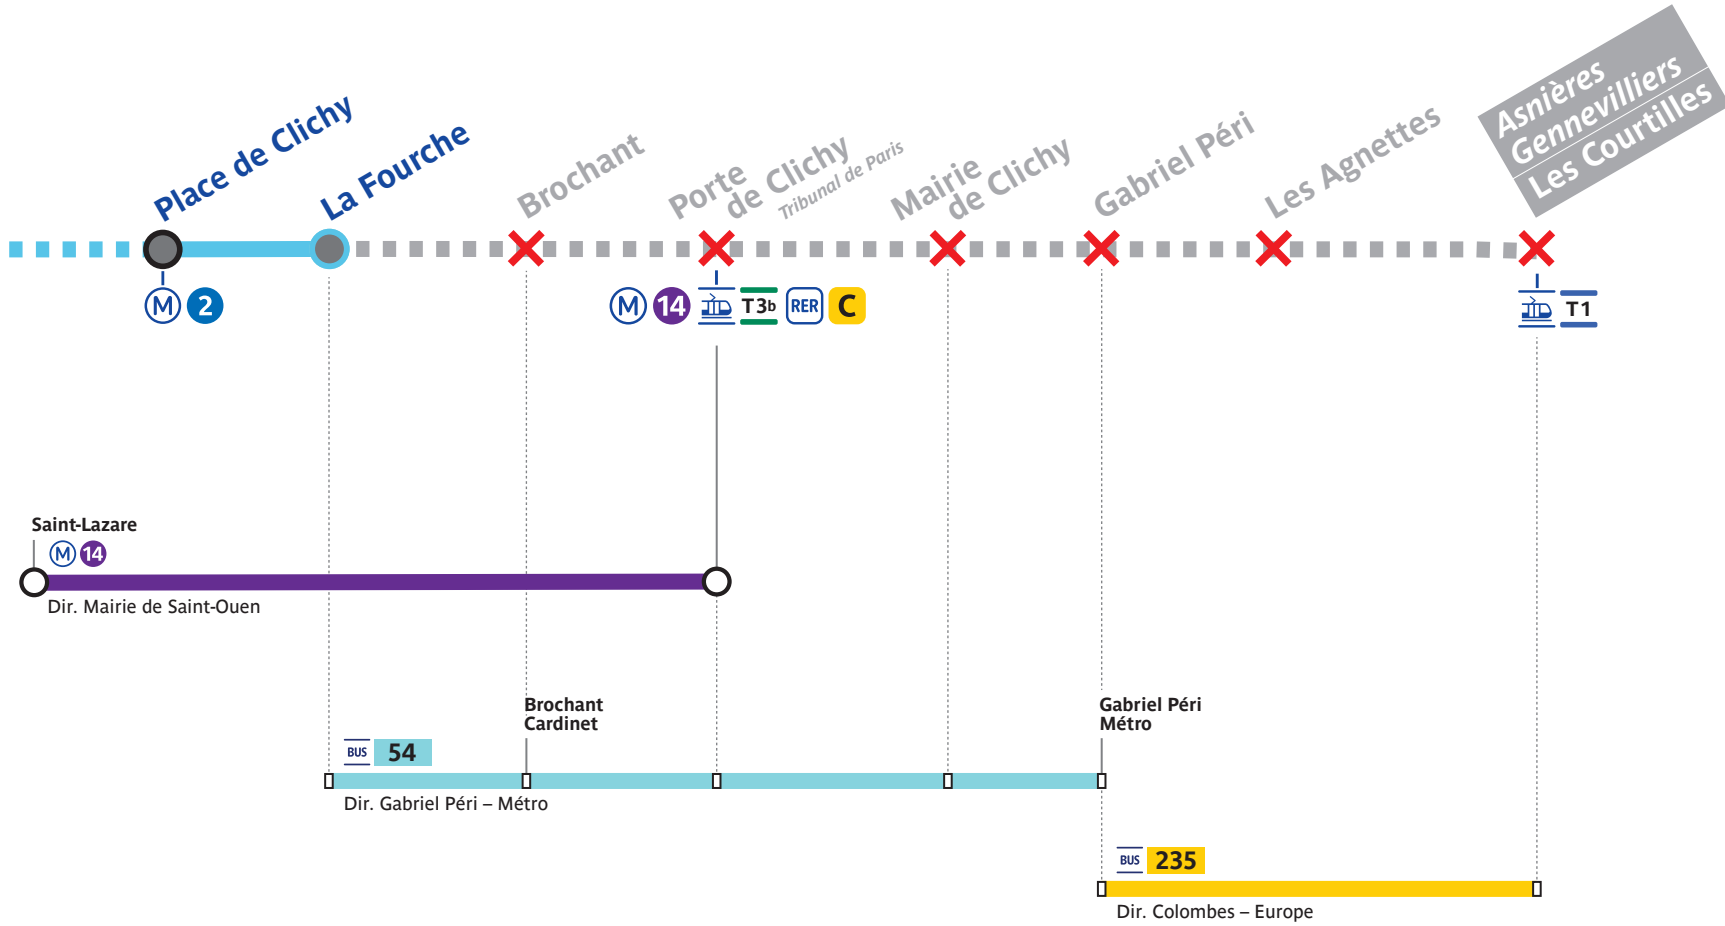 Place de Clichy
La Fourche
Brochant
Porte
de Clichy
Tribunal de Paris
Mairie
de Clichy
Gabriel Péri
Les Agnettes
Asnières
Gennevilliers
Les Courtilles
M 2
M 14 T3b RER C
T1
Saint-Lazare
M 14
Dir. Mairie de Saint-Ouen
Brochant
Cardinet
Gabriel Péri
Métro
BUS 54
Dir. Gabriel Péri – Métro
BUS 235
Dir. Colombes – Europe